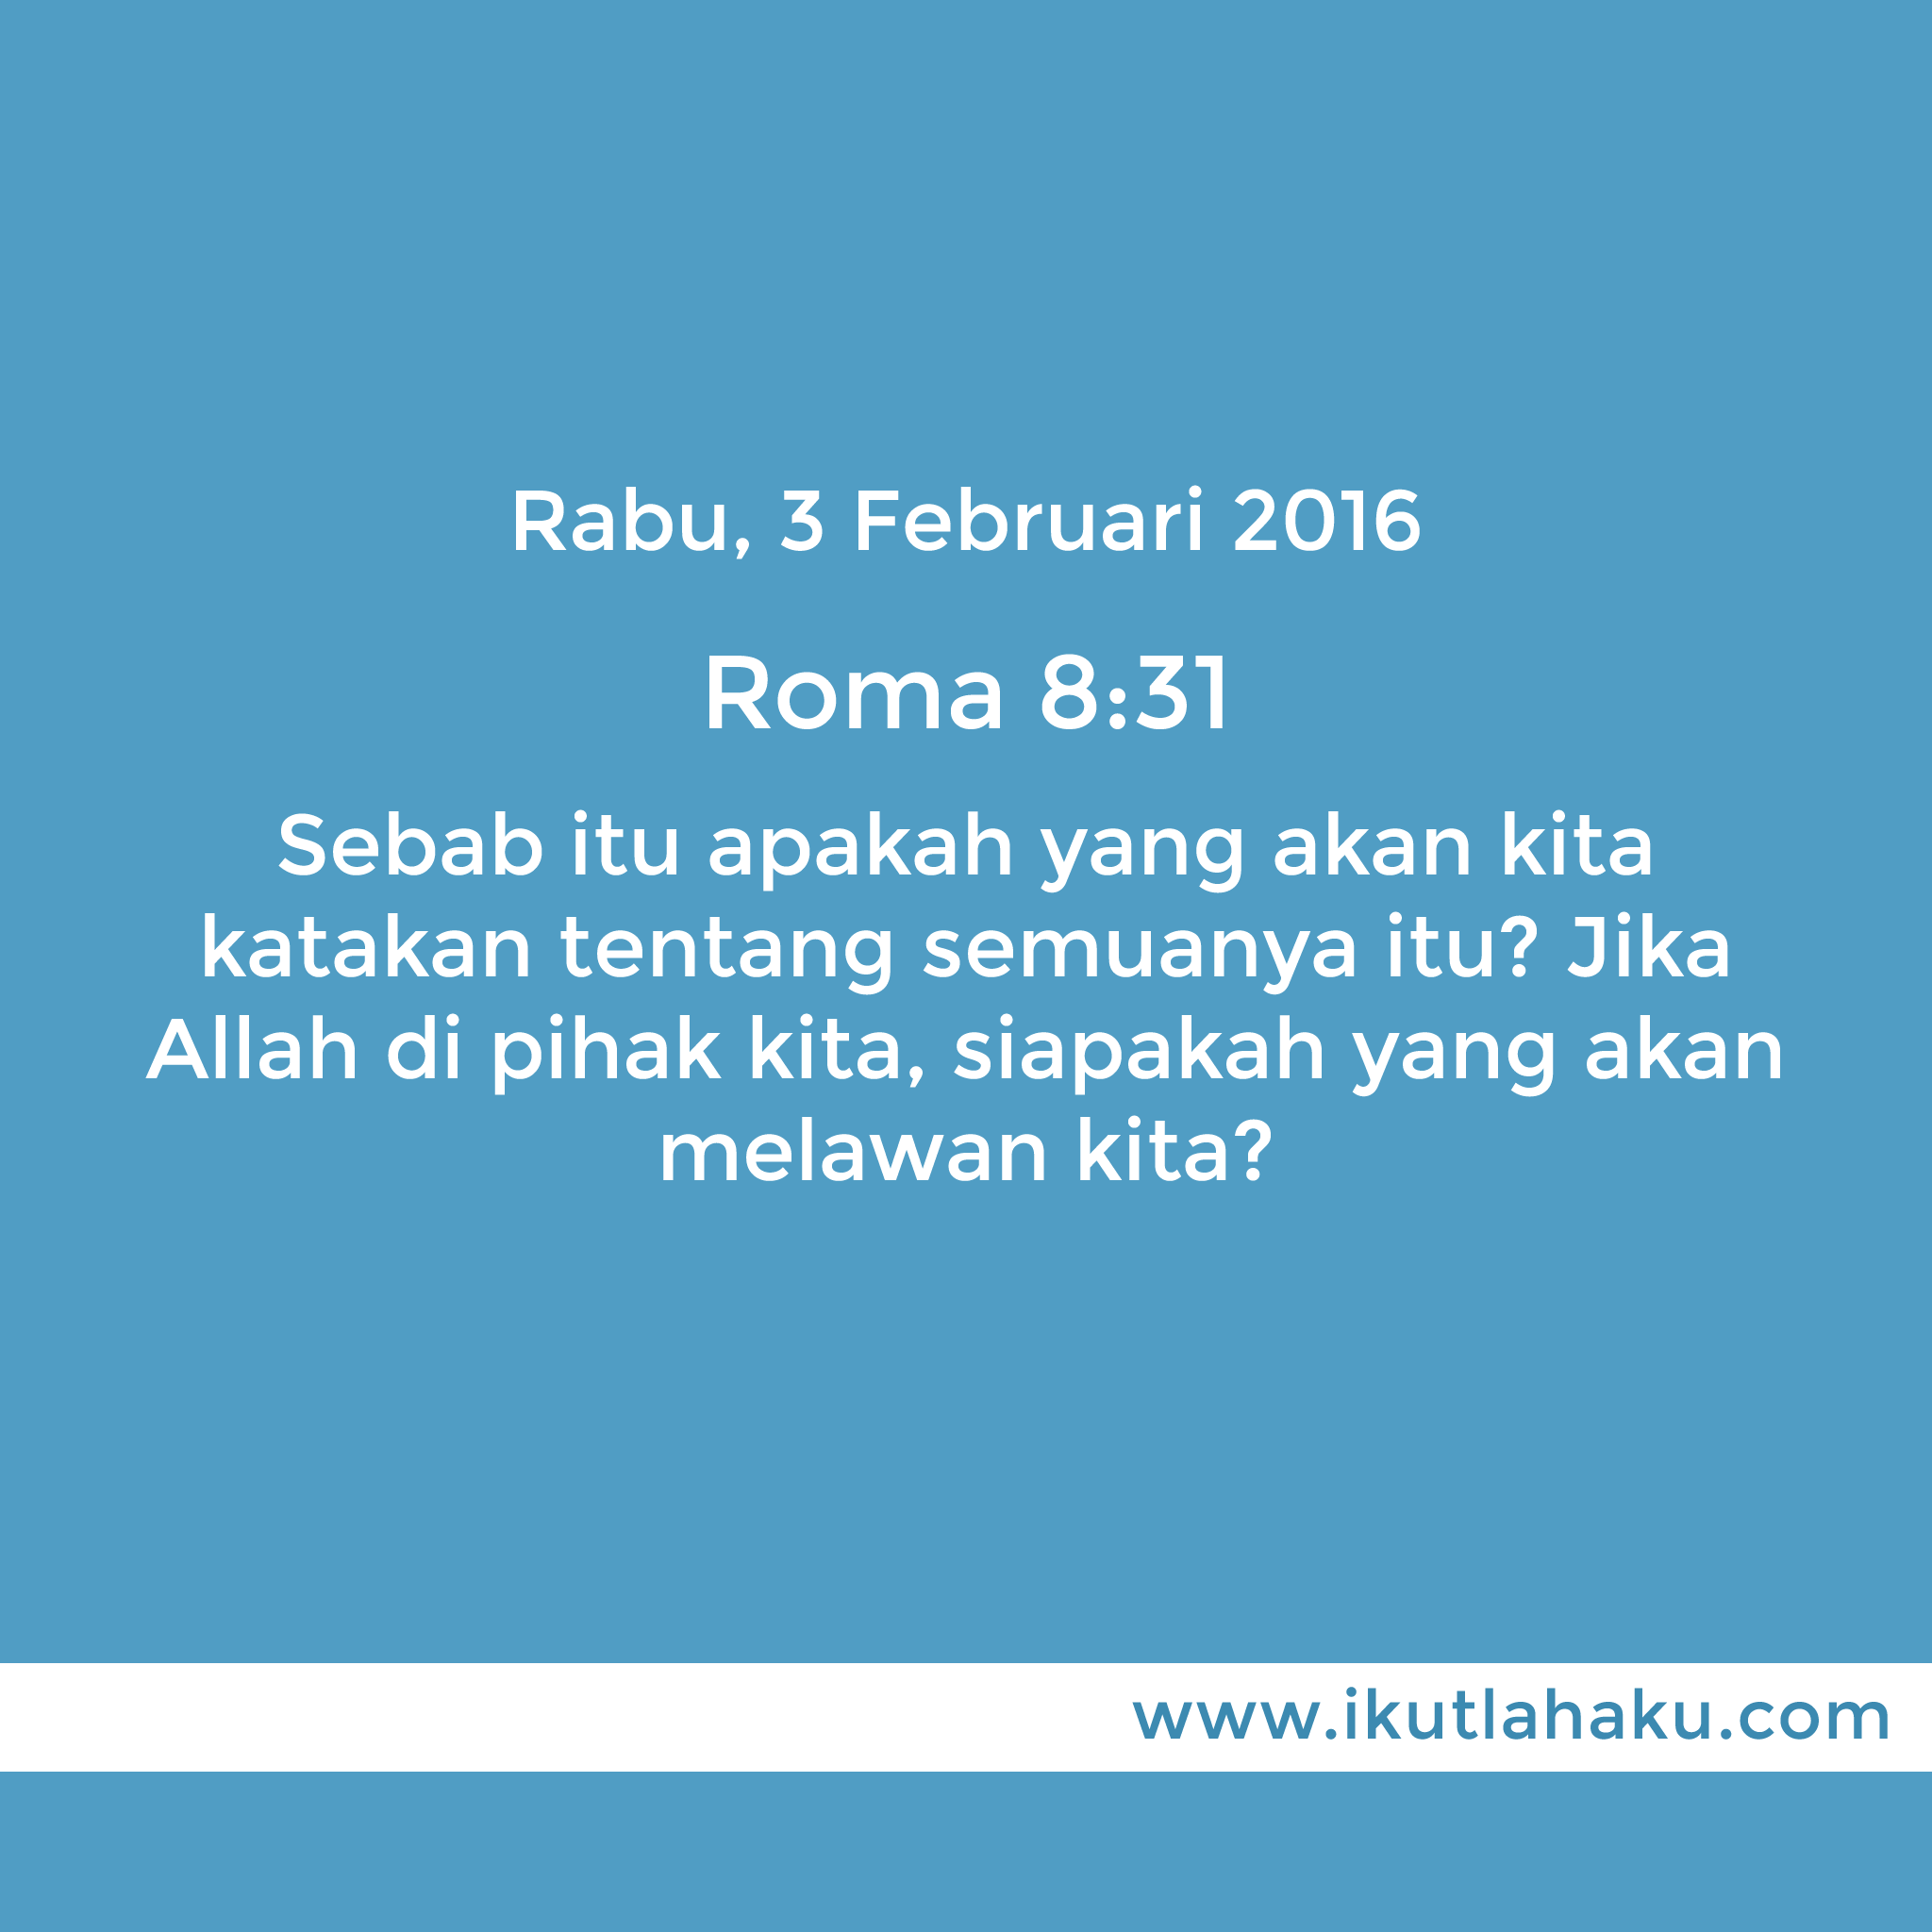 Rabu, 3 Februari 2016
Roma 8:31
Sebab itu apakah yang akan kita
katakan tentang semuanya itu? Jika
Allah di pihak kita, siapakah yang akan
melawan kita?
www.ikutlahaku.com